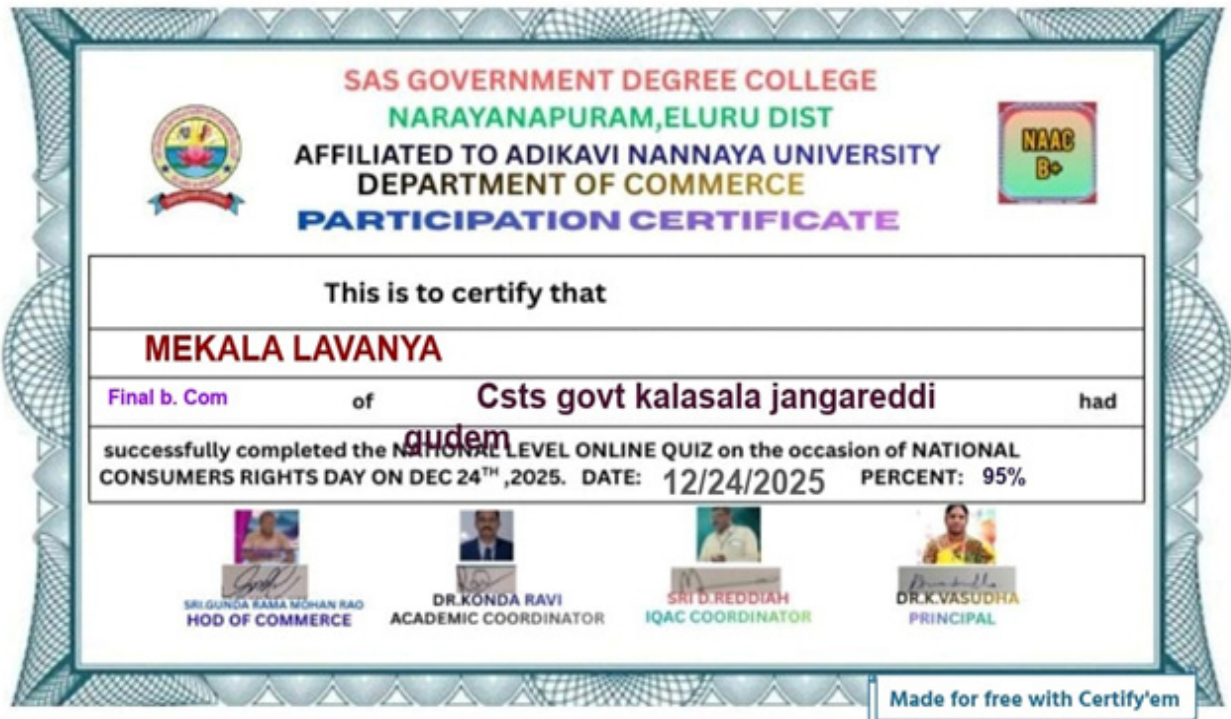 SAS GOVERNMENT DEGREE COLLEGE
NARAYANAPURAM,ELURU DIST
AFFILIATED TO ADIKAVI NANNAYA UNIVERSITY
DEPARTMENT OF COMMERCE
PARTICIPATION CERTIFICATE
NAAC
B+
This is to certify that
MEKALA LAVANYA
Final b. Com of Csts govt kalasala jangareddi had
gudem
successfully completed the NATIONAL LEVEL ONLINE QUIZ on the occasion of NATIONAL
CONSUMERS RIGHTS DAY ON DEC 24TH ,2025. DATE: 12/24/2025 PERCENT: 95%
SRI.GUNDA RAMA MOHAN RAO
HOD OF COMMERCE
DR.KONDA RAVI
ACADEMIC COORDINATOR
SRI D.REDDIAH
IQAC COORDINATOR
DR.K.VASUDHA
PRINCIPAL
Made for free with Certify'em